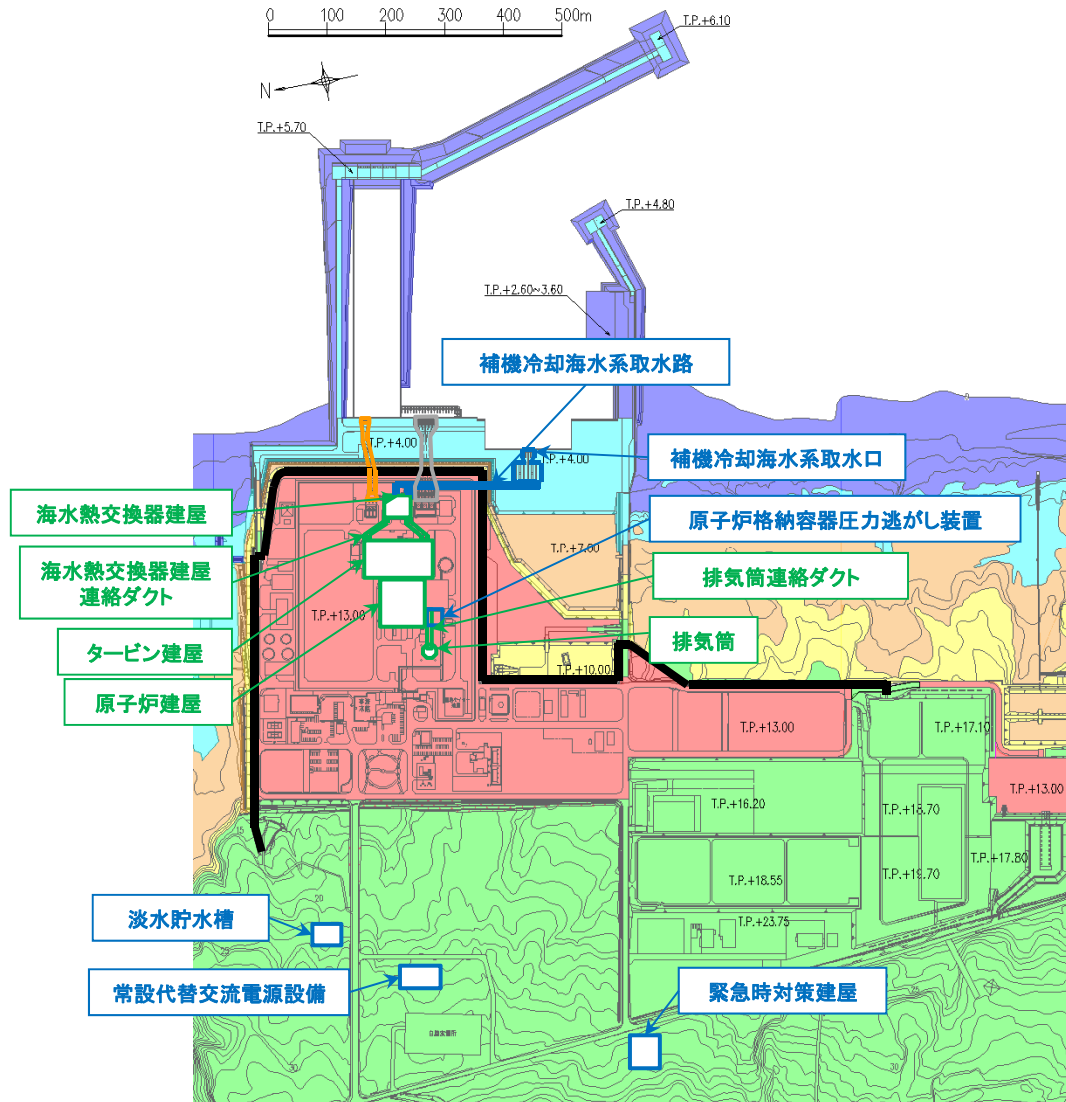 0 100 200 300 400 500m
T.P.+6.10
N
T.P.+5.70
T.P.+4.80
T.P.+2.60~3.60
補機冷却海水系取水路
T.P.+4.00
補機冷却海水系取水口
T.P.+4.00
海水熱交換器建屋
原子炉格納容器圧力逃がし装置
T.P.+7.00
海水熱交換器建屋
連絡ダクト
排気筒連絡ダクト
T.P.+13.00
タービン建屋
排気筒
T.P.+10.00
原子炉建屋
T.P.+13.00
T.P.+17.10
T.P.+13.00
T.P.+16.20
T.P.+18.70
T.P.+17.80
T.P.+18.55
T.P.+19.70
15
20
淡水貯水槽
T.P.+23.75
25
常設代替交流電源設備
緊急時対策建屋
25
30
30